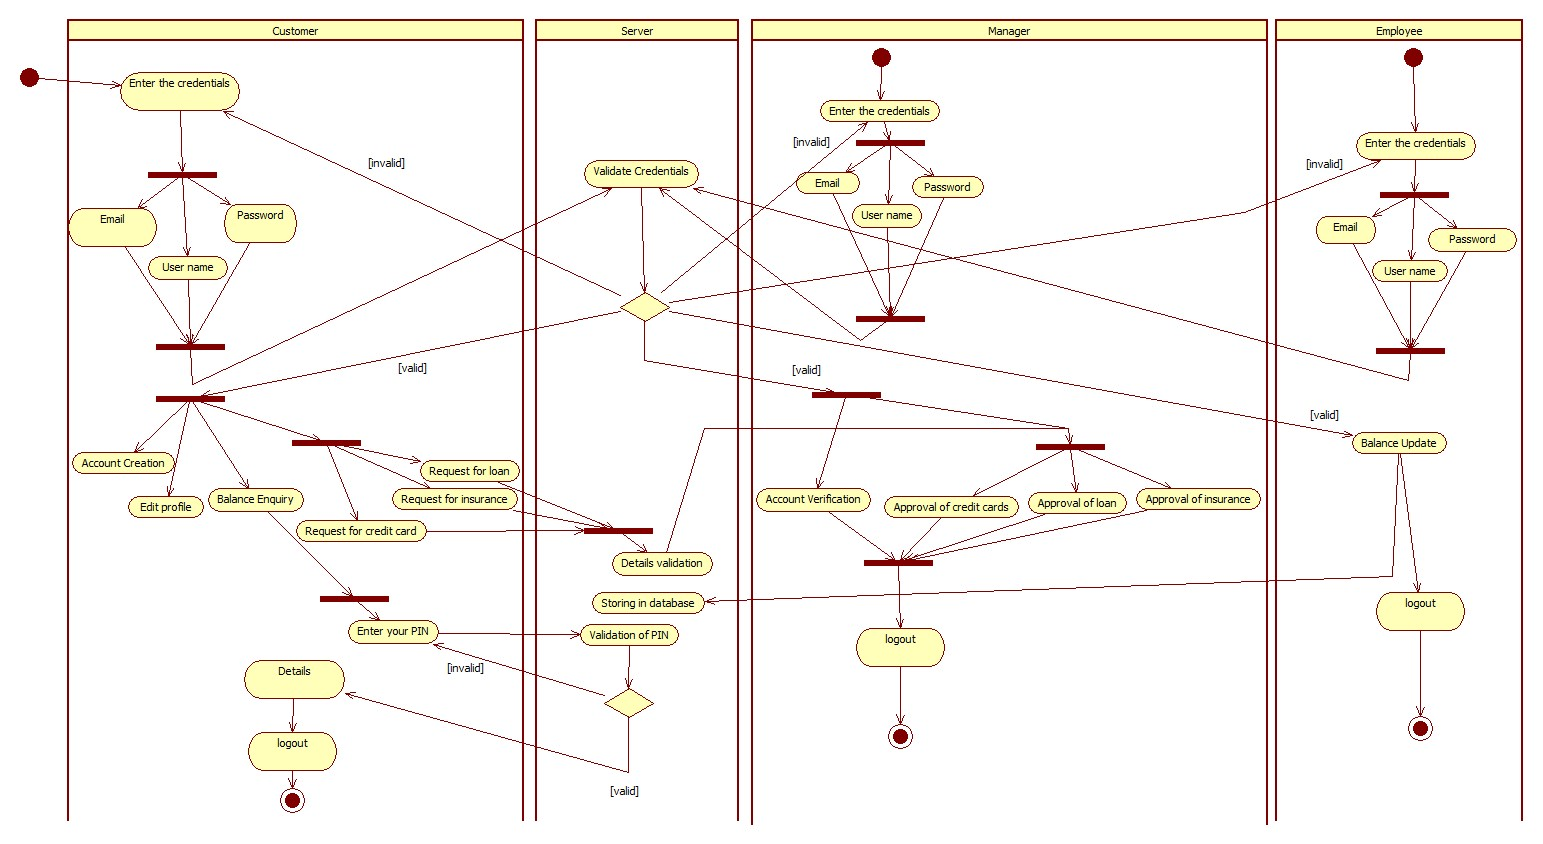 Customer
Server
Manager
Employee
Enter the credentials
[invalid]
Email
Password
User name
[valid]
Account Creation
Edit profile
Balance Enquiry
Request for loan
Request for insurance
Request for credit card
Enter your PIN
[invalid]
Details
logout
Validate Credentials
Details validation
Storing in database
Validation of PIN
[valid]
Enter the credentials
[invalid]
Email
Password
User name
[valid]
Account Verification
Approval of credit cards
Approval of loan
Approval of insurance
logout
Enter the credentials
[invalid]
Email
Password
User name
[valid]
Balance Update
logout